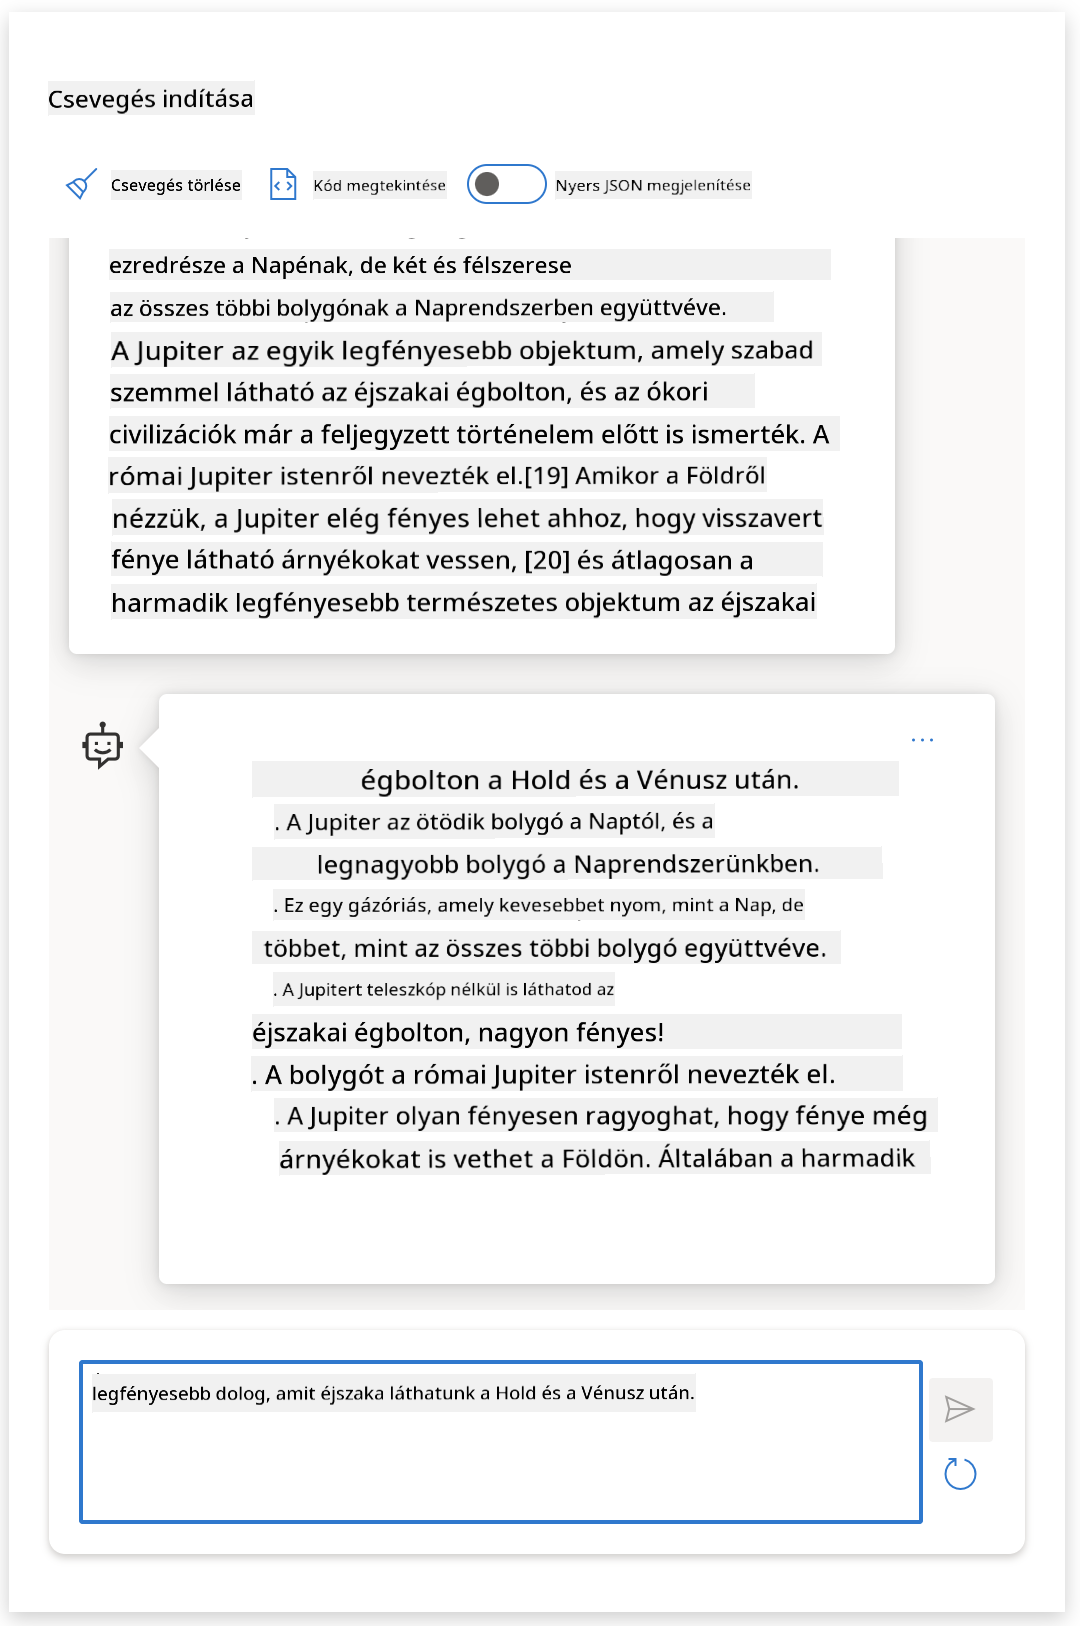 Csevegés indítása
Csevegés törlése
Kód megtekintése
Nyers JSON megjelenítése
ezredrésze a Napénak, de két és félszerese
az összes többi bolygónak a Naprendszerben együttvéve.
A Jupiter az egyik legfényesebb objektum, amely szabad
szemmel látható az éjszakai égbolton, és az ókori
civilizációk már a feljegyzett történelem előtt is ismerték. A
római Jupiter istenről nevezték el.[19] Amikor a Földről
nézzük, a Jupiter elég fényes lehet ahhoz, hogy visszavert
fénye látható árnyékokat vessen, [20] és átlagosan a
harmadik legfényesebb természetes objektum az éjszakai
égbolton a Hold és a Vénusz után.
. A Jupiter az ötödik bolygó a Naptól, és a
legnagyobb bolygó a Naprendszerünkben.
. Ez egy gázóriás, amely kevesebbet nyom, mint a Nap, de
többet, mint az összes többi bolygó együttvéve.
. A Jupitert teleszkóp nélkül is láthatod az
éjszakai égbolton, nagyon fényes!
. A bolygót a római Jupiter istenről nevezték el.
. A Jupiter olyan fényesen ragyoghat, hogy fénye még
árnyékokat is vethet a Földön. Általában a harmadik
legfényesebb dolog, amit éjszaka láthatunk a Hold és a Vénusz után.